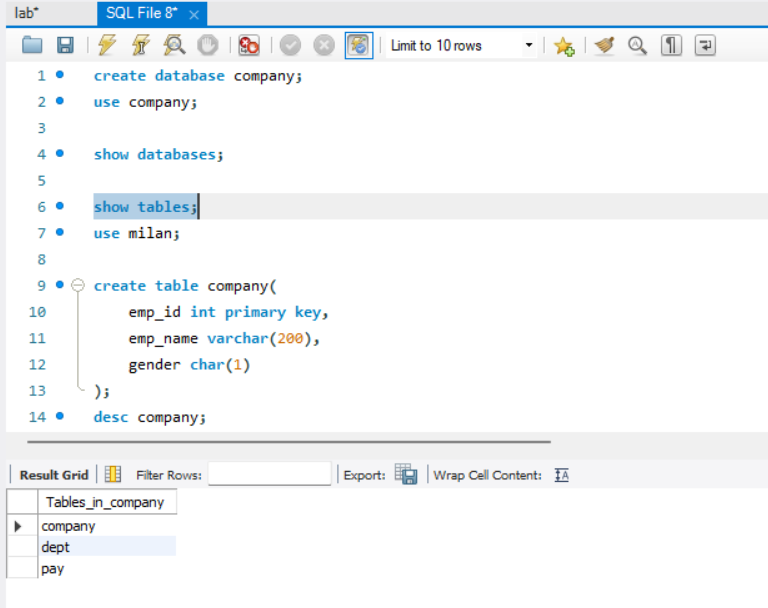 lab*
SQL File 8*
Limit to 10 rows
1 create database company;
2 use company;
3
4 show databases;
5
6 show tables;
7 use milan;
8
9 create table company(
10 emp_id int primary key,
11 emp_name varchar(200),
12 gender char(1)
13 );
14 desc company;
Result Grid Filter Rows: Export: Wrap Cell Content:
Tables_in_company
company
dept
pay